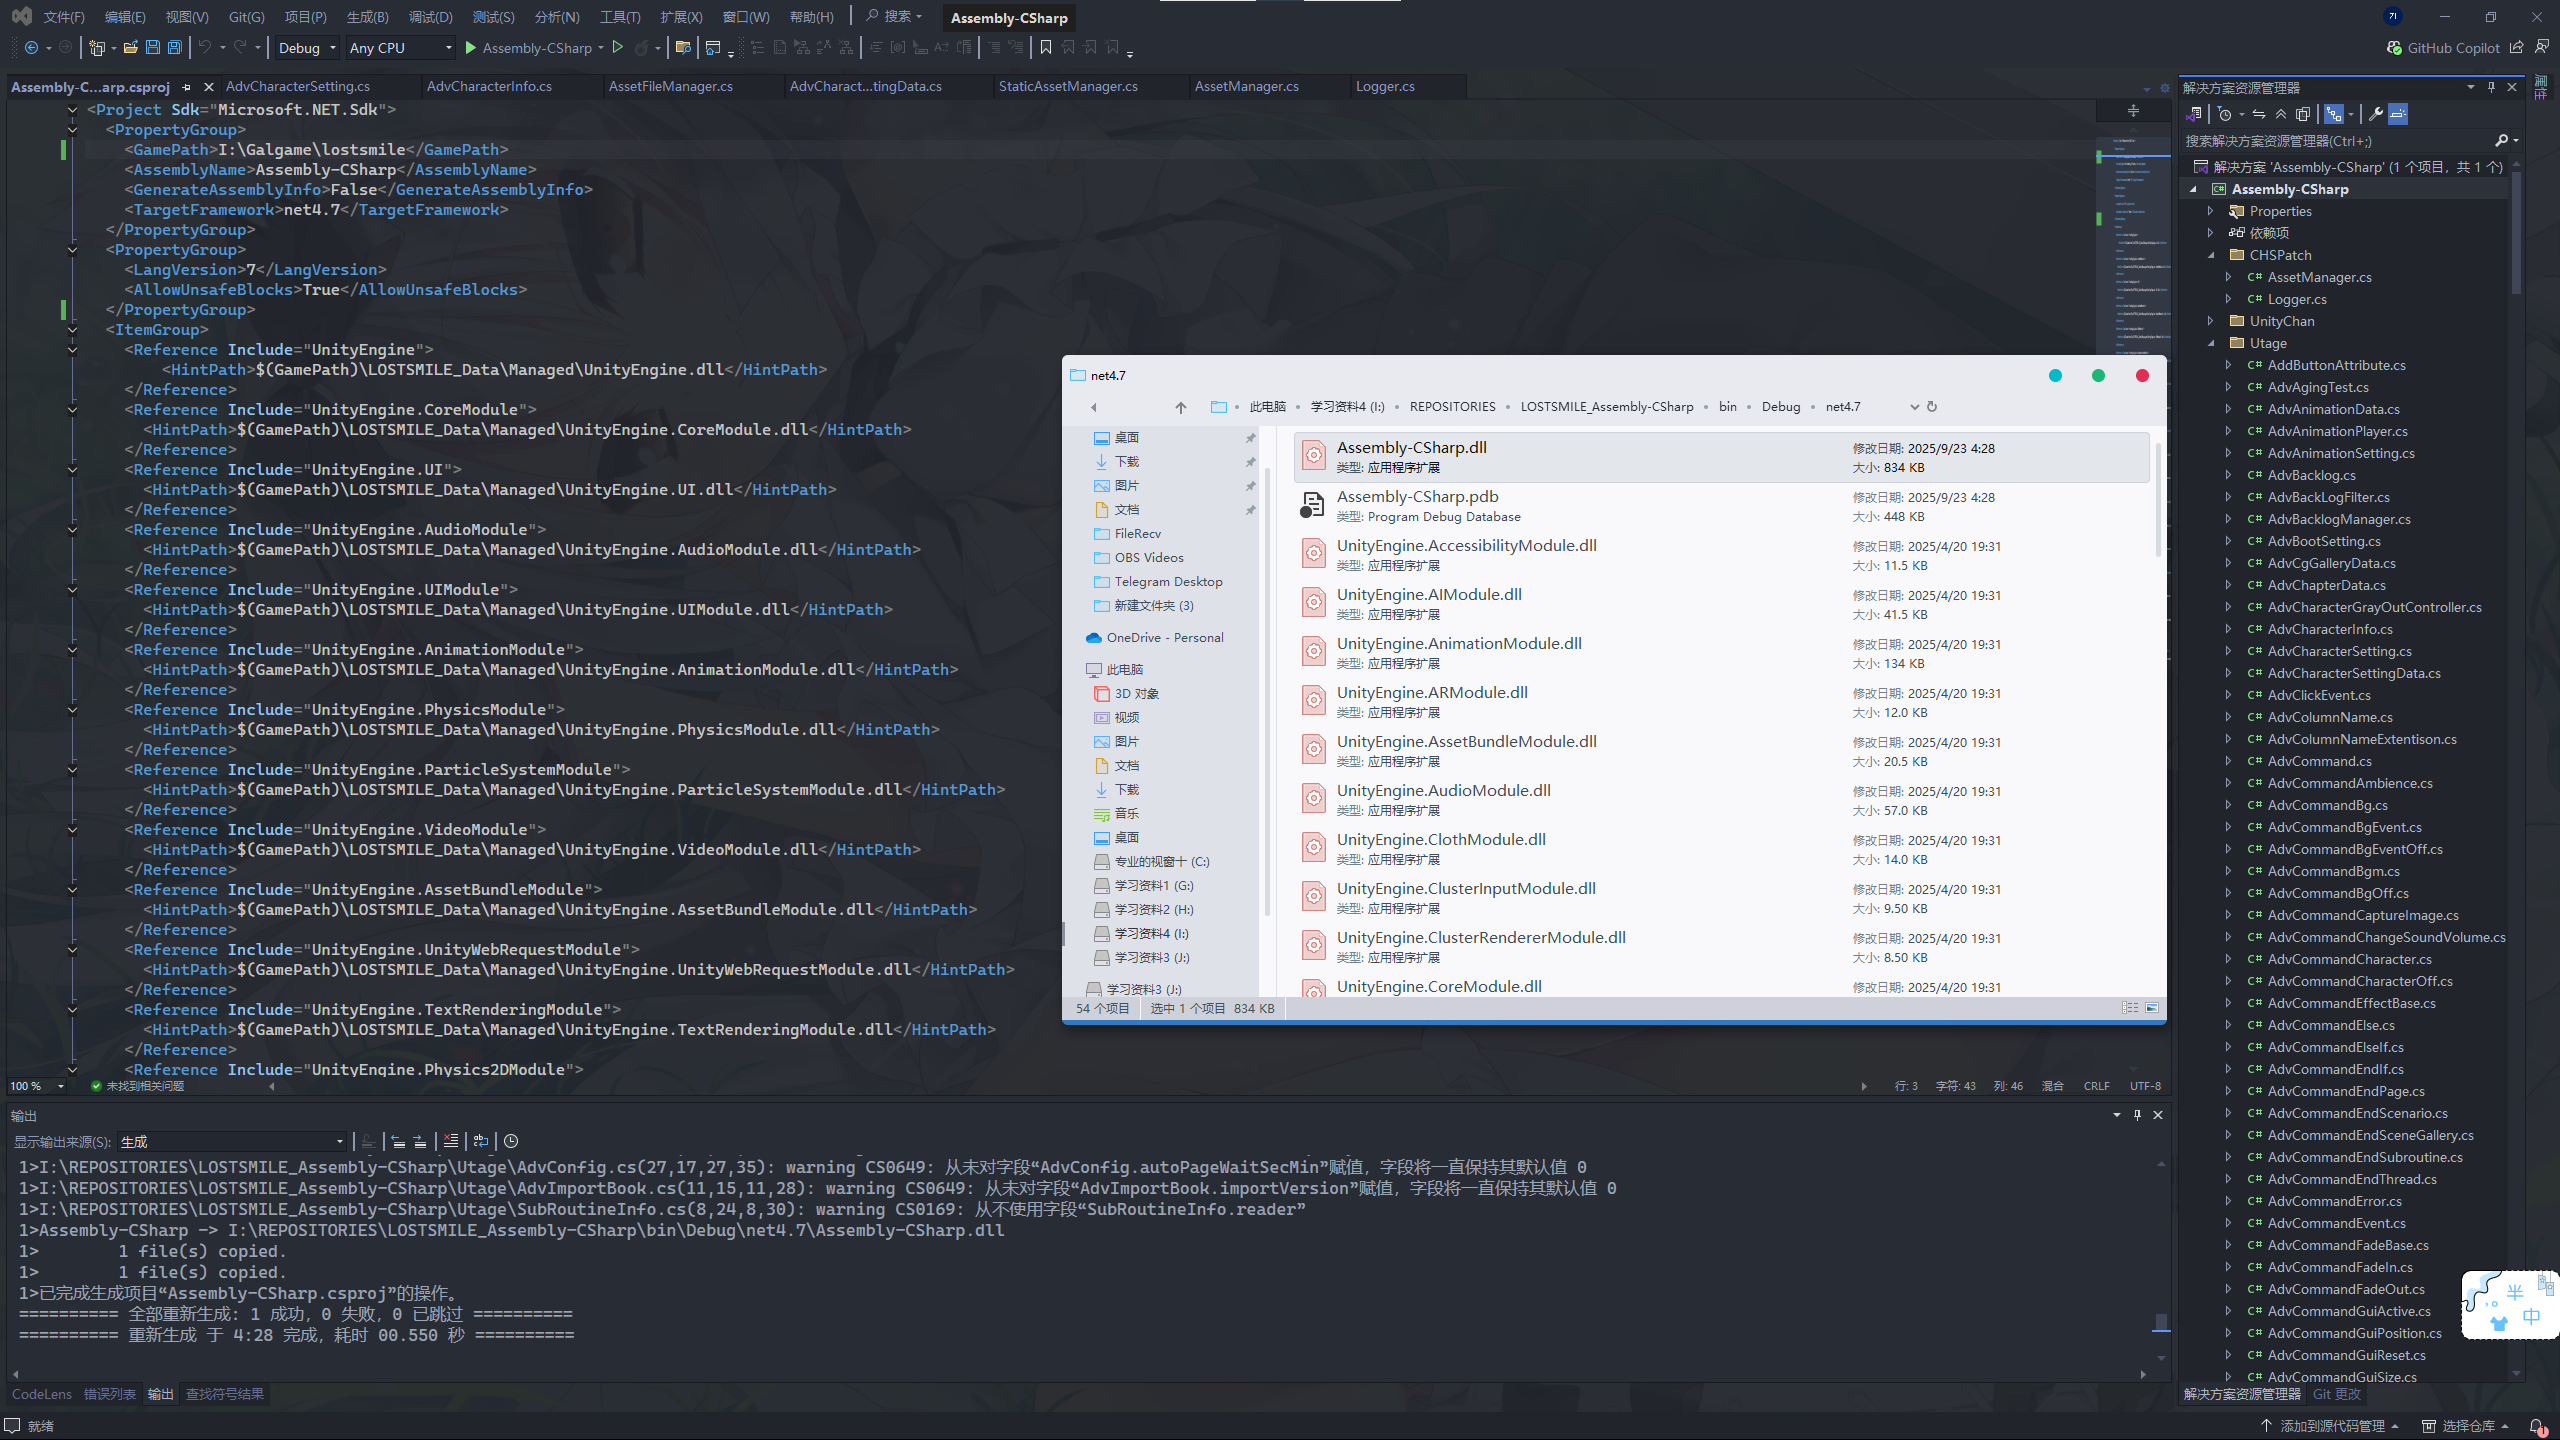 文件(F) 编辑(E) 视图(V) Git(G) 项目(P) 生成(B) 调试(D) 测试(S) 分析(N) 工具(T) 扩展(X) 窗口(W) 帮助(H) 搜索 Assembly-CSharp
Debug Any CPU Assembly-CSharp GitHub Copilot
Assembly-C...arp.csproj AdvCharacterSetting.cs AdvCharacterInfo.cs AssetFileManager.cs AdvCharact...tingData.cs StaticAssetManager.cs AssetManager.cs Logger.cs
<Project Sdk="Microsoft.NET.Sdk">
<PropertyGroup>
<GamePath>I:\Galgame\lostsmile</GamePath>
<AssemblyName>Assembly-CSharp</AssemblyName>
<GenerateAssemblyInfo>False</GenerateAssemblyInfo>
<TargetFramework>net4.7</TargetFramework>
</PropertyGroup>
<PropertyGroup>
<LangVersion>7</LangVersion>
<AllowUnsafeBlocks>True</AllowUnsafeBlocks>
</PropertyGroup>
<ItemGroup>
<Reference Include="UnityEngine">
<HintPath>$(GamePath)\LOSTSMILE_Data\Managed\UnityEngine.dll</HintPath>
</Reference>
<Reference Include="UnityEngine.CoreModule">
<HintPath>$(GamePath)\LOSTSMILE_Data\Managed\UnityEngine.CoreModule.dll</HintPath>
</Reference>
<Reference Include="UnityEngine.UI">
<HintPath>$(GamePath)\LOSTSMILE_Data\Managed\UnityEngine.UI.dll</HintPath>
</Reference>
<Reference Include="UnityEngine.AudioModule">
<HintPath>$(GamePath)\LOSTSMILE_Data\Managed\UnityEngine.AudioModule.dll</HintPath>
</Reference>
<Reference Include="UnityEngine.UIModule">
<HintPath>$(GamePath)\LOSTSMILE_Data\Managed\UnityEngine.UIModule.dll</HintPath>
</Reference>
<Reference Include="UnityEngine.AnimationModule">
<HintPath>$(GamePath)\LOSTSMILE_Data\Managed\UnityEngine.AnimationModule.dll</HintPath>
</Reference>
<Reference Include="UnityEngine.PhysicsModule">
<HintPath>$(GamePath)\LOSTSMILE_Data\Managed\UnityEngine.PhysicsModule.dll</HintPath>
</Reference>
<Reference Include="UnityEngine.ParticleSystemModule">
<HintPath>$(GamePath)\LOSTSMILE_Data\Managed\UnityEngine.ParticleSystemModule.dll</HintPath>
</Reference>
<Reference Include="UnityEngine.VideoModule">
<HintPath>$(GamePath)\LOSTSMILE_Data\Managed\UnityEngine.VideoModule.dll</HintPath>
</Reference>
<Reference Include="UnityEngine.AssetBundleModule">
<HintPath>$(GamePath)\LOSTSMILE_Data\Managed\UnityEngine.AssetBundleModule.dll</HintPath>
</Reference>
<Reference Include="UnityEngine.UnityWebRequestModule">
<HintPath>$(GamePath)\LOSTSMILE_Data\Managed\UnityEngine.UnityWebRequestModule.dll</HintPath>
</Reference>
<Reference Include="UnityEngine.TextRenderingModule">
<HintPath>$(GamePath)\LOSTSMILE_Data\Managed\UnityEngine.TextRenderingModule.dll</HintPath>
</Reference>
<Reference Include="UnityEngine.Physics2DModule">
100 % 未找到相关问题 行: 3 字符: 43 列: 46 混合 CRLF UTF-8
net4.7
此电脑 学习资料4 (I:) REPOSITORIES LOSTSMILE_Assembly-CSharp bin Debug net4.7
桌面
下载
图片
文档
FileRecv
OBS Videos
Telegram Desktop
新建文件夹 (3)
OneDrive - Personal
此电脑
3D 对象
视频
图片
文档
下载
音乐
桌面
专业的视窗十 (C:)
学习资料1 (G:)
学习资料2 (H:)
学习资料4 (I:)
学习资料3 (J:)
学习资料3 (J:)
Assembly-CSharp.dll 修改日期: 2025/9/23 4:28
类型: 应用程序扩展 大小: 834 KB
Assembly-CSharp.pdb 修改日期: 2025/9/23 4:28
类型: Program Debug Database 大小: 448 KB
UnityEngine.AccessibilityModule.dll 修改日期: 2025/4/20 19:31
类型: 应用程序扩展 大小: 11.5 KB
UnityEngine.AIModule.dll 修改日期: 2025/4/20 19:31
类型: 应用程序扩展 大小: 41.5 KB
UnityEngine.AnimationModule.dll 修改日期: 2025/4/20 19:31
类型: 应用程序扩展 大小: 134 KB
UnityEngine.ARModule.dll 修改日期: 2025/4/20 19:31
类型: 应用程序扩展 大小: 12.0 KB
UnityEngine.AssetBundleModule.dll 修改日期: 2025/4/20 19:31
类型: 应用程序扩展 大小: 20.5 KB
UnityEngine.AudioModule.dll 修改日期: 2025/4/20 19:31
类型: 应用程序扩展 大小: 57.0 KB
UnityEngine.ClothModule.dll 修改日期: 2025/4/20 19:31
类型: 应用程序扩展 大小: 14.0 KB
UnityEngine.ClusterInputModule.dll 修改日期: 2025/4/20 19:31
类型: 应用程序扩展 大小: 9.50 KB
UnityEngine.ClusterRendererModule.dll 修改日期: 2025/4/20 19:31
类型: 应用程序扩展 大小: 8.50 KB
UnityEngine.CoreModule.dll 修改日期: 2025/4/20 19:31
54 个项目 选中 1 个项目 834 KB
输出
显示输出来源(S): 生成
1>I:\REPOSITORIES\LOSTSMILE_Assembly-CSharp\Utage\AdvConfig.cs(27,17,27,35): warning CS0649: 从未对字段“AdvConfig.autoPageWaitSecMin”赋值，字段将一直保持其默认值 0
1>I:\REPOSITORIES\LOSTSMILE_Assembly-CSharp\Utage\AdvImportBook.cs(11,15,11,28): warning CS0649: 从未对字段“AdvImportBook.importVersion”赋值，字段将一直保持其默认值 0
1>I:\REPOSITORIES\LOSTSMILE_Assembly-CSharp\Utage\SubRoutineInfo.cs(8,24,8,30): warning CS0169: 从不使用字段“SubRoutineInfo.reader”
1>Assembly-CSharp -> I:\REPOSITORIES\LOSTSMILE_Assembly-CSharp\bin\Debug\net4.7\Assembly-CSharp.dll
1> 1 file(s) copied.
1> 1 file(s) copied.
1>已完成生成项目“Assembly-CSharp.csproj”的操作。
========== 全部重新生成: 1 成功，0 失败，0 已跳过 ==========
========== 重新生成 于 4:28 完成，耗时 00.550 秒 ==========
CodeLens 错误列表 输出 查找符号结果
就绪
解决方案资源管理器
搜索解决方案资源管理器(Ctrl+;)
解决方案 'Assembly-CSharp' (1 个项目，共 1 个)
Assembly-CSharp
Properties
依赖项
CHSPatch
C# AssetManager.cs
C# Logger.cs
UnityChan
Utage
C# AddButtonAttribute.cs
C# AdvAgingTest.cs
C# AdvAnimationData.cs
C# AdvAnimationPlayer.cs
C# AdvAnimationSetting.cs
C# AdvBacklog.cs
C# AdvBackLogFilter.cs
C# AdvBacklogManager.cs
C# AdvBootSetting.cs
C# AdvCgGalleryData.cs
C# AdvChapterData.cs
C# AdvCharacterGrayOutController.cs
C# AdvCharacterInfo.cs
C# AdvCharacterSetting.cs
C# AdvCharacterSettingData.cs
C# AdvClickEvent.cs
C# AdvColumnName.cs
C# AdvColumnNameExtentison.cs
C# AdvCommand.cs
C# AdvCommandAmbience.cs
C# AdvCommandBg.cs
C# AdvCommandBgEvent.cs
C# AdvCommandBgEventOff.cs
C# AdvCommandBgm.cs
C# AdvCommandBgOff.cs
C# AdvCommandCaptureImage.cs
C# AdvCommandChangeSoundVolume.cs
C# AdvCommandCharacter.cs
C# AdvCommandCharacterOff.cs
C# AdvCommandEffectBase.cs
C# AdvCommandElse.cs
C# AdvCommandElseIf.cs
C# AdvCommandEndIf.cs
C# AdvCommandEndPage.cs
C# AdvCommandEndScenario.cs
C# AdvCommandEndSceneGallery.cs
C# AdvCommandEndSubroutine.cs
C# AdvCommandEndThread.cs
C# AdvCommandError.cs
C# AdvCommandEvent.cs
C# AdvCommandFadeBase.cs
C# AdvCommandFadeIn.cs
C# AdvCommandFadeOut.cs
C# AdvCommandGuiActive.cs
C# AdvCommandGuiPosition.cs
C# AdvCommandGuiReset.cs
C# AdvCommandGuiSize.cs
解决方案资源管理器 Git 更改
添加到源代码管理 选择仓库
半
中